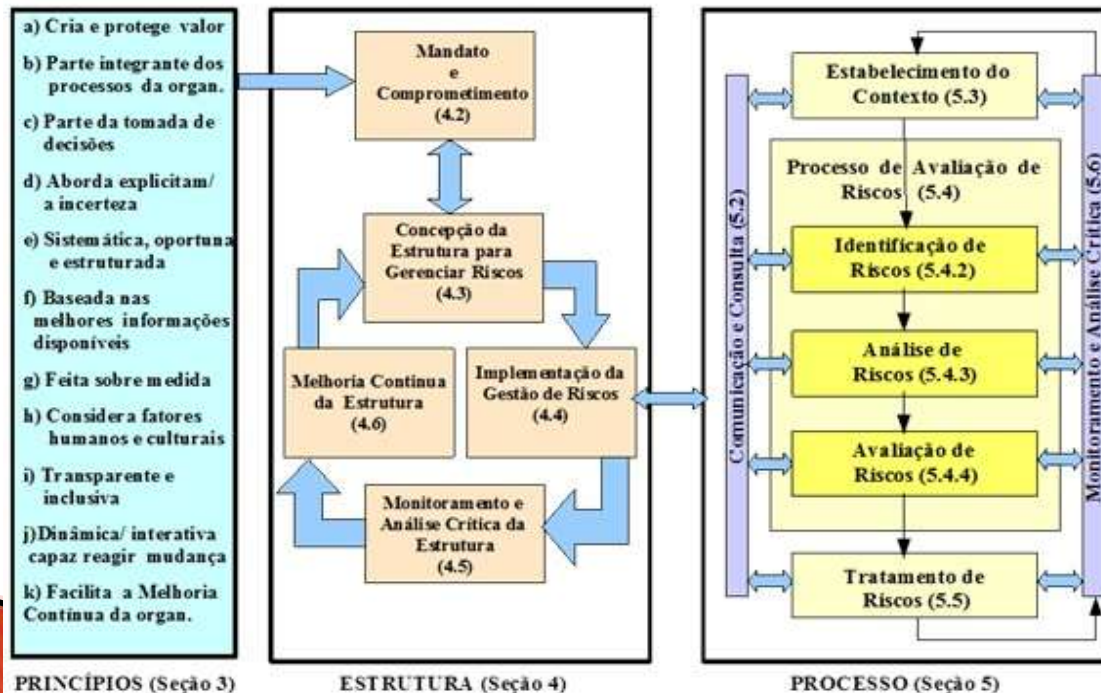 a) Cria e protege valor
b) Parte integrante dos
processos da organ.
c) Parte da tomada de
decisões
d) Aborda explicitam/
a incerteza
e) Sistemática, oportuna
e estruturada
f) Baseada nas
melhores informações
disponíveis
g) Feita sobre medida
h) Considera fatores
humanos e culturais
i) Transparente e
inclusiva
j)Dinâmica/ interativa
capaz reagir mudança
k) Facilita a Melhoria
Contínua da organ.
PRINCÍPIOS (Seção 3)
Mandato
e
Comprometimento
(4.2)
Concepção da
Estrutura para
Gerenciar Riscos
(4.3)
Melhoria Contínua
da Estrutura
(4.6)
Implementação da
Gestão de Riscos
(4.4)
Monitoramento e
Análise Crítica da
Estrutura
(4.5)
ESTRUTURA (Seção 4)
Comunicação e Consulta (5.2)
Estabelecimento do
Contexto (5.3)
Processo de Avaliação de
Riscos (5.4)
Identificação de
Riscos (5.4.2)
Análise de
Riscos (5.4.3)
Avaliação de
Riscos (5.4.4)
Tratamento de
Riscos (5.5)
Monitoramento e Análise Crítica (5.6)
PROCESSO (Seção 5)